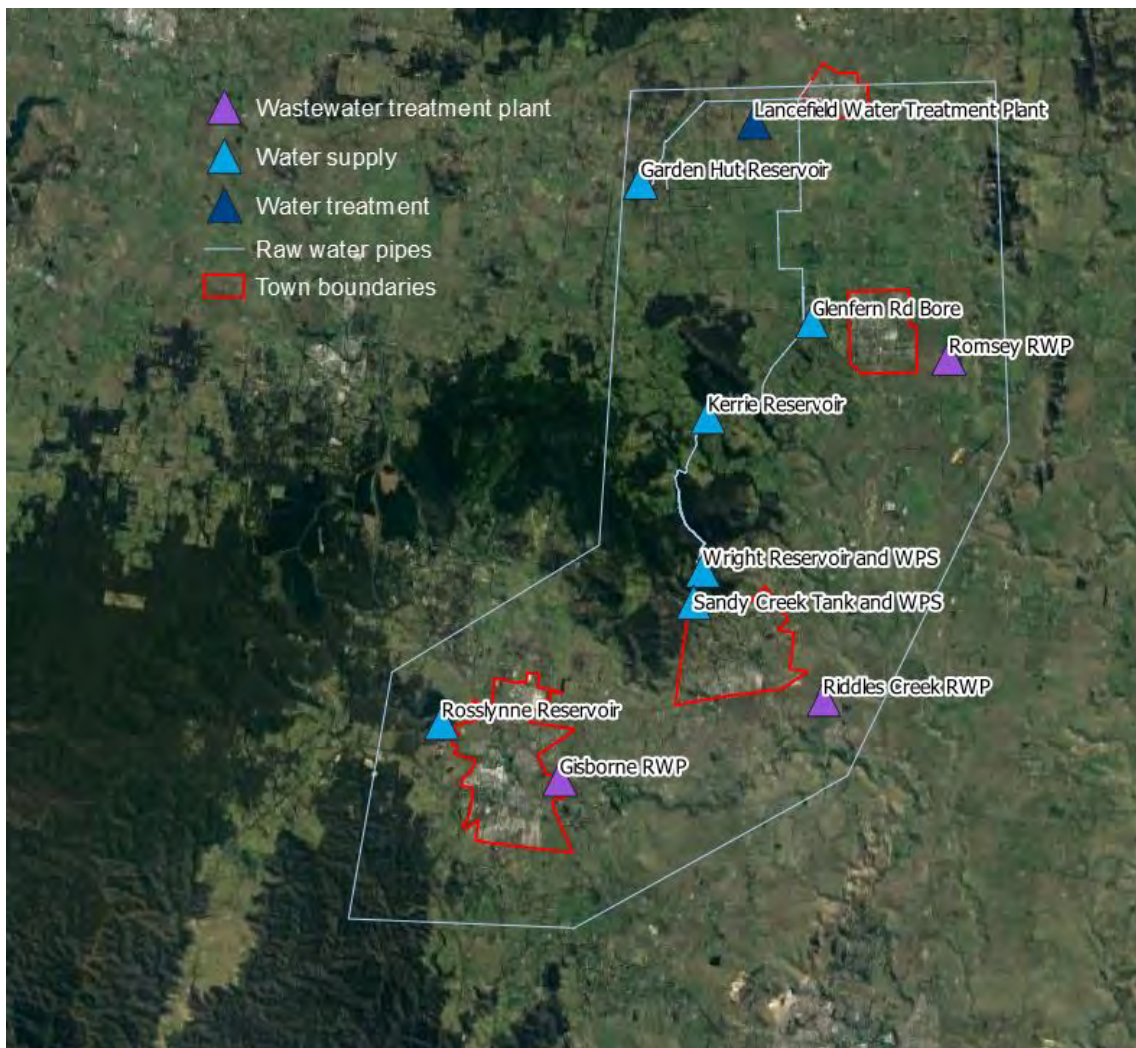 Wastewater treatment plant
Water supply
Water treatment
Raw water pipes
Town boundaries
Lancefield Water Treatment Plant
Garden Hut Reservoir
Glenfern Rd Bore
Romsey RWP
Kerrie Reservoir
Wright Reservoir and WPS
Sandy Creek Tank and WPS
Riddles Creek RWP
Rosslynne Reservoir
Gisborne RWP